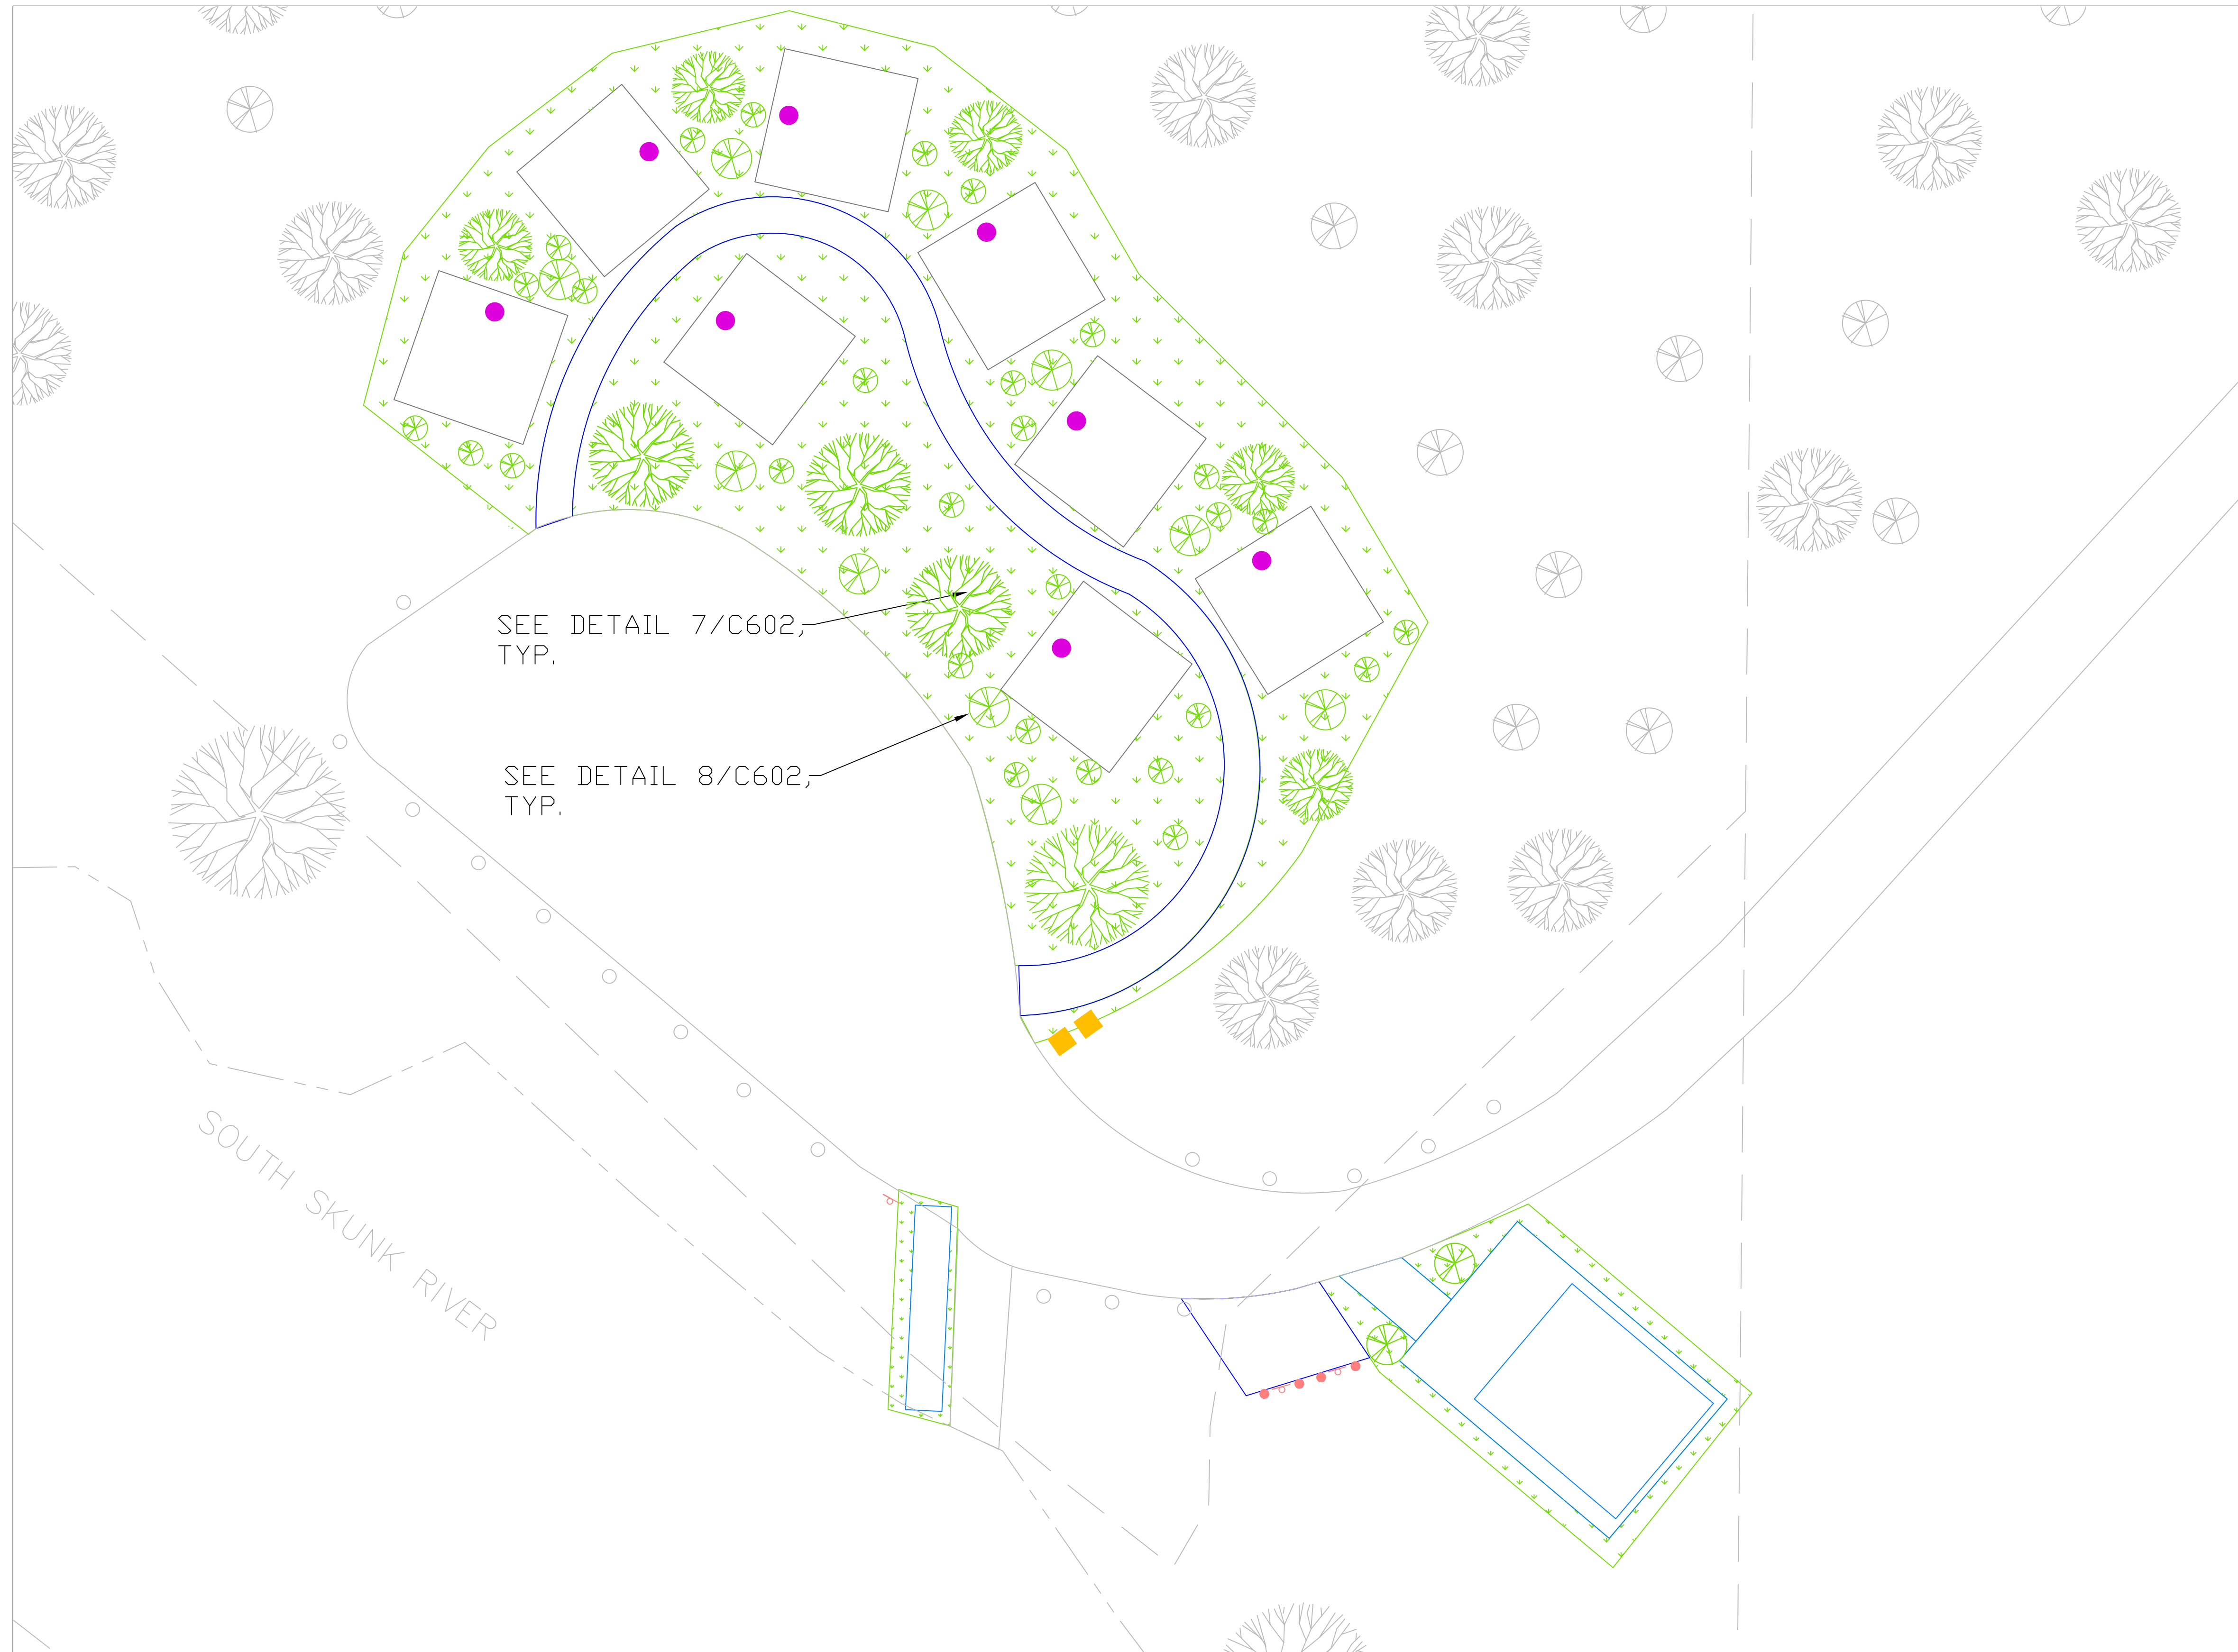 SEE DETAIL 7/C602,
TYP.
SEE DETAIL 8/C602,
TYP.
SOUTH SKUNK RIVER